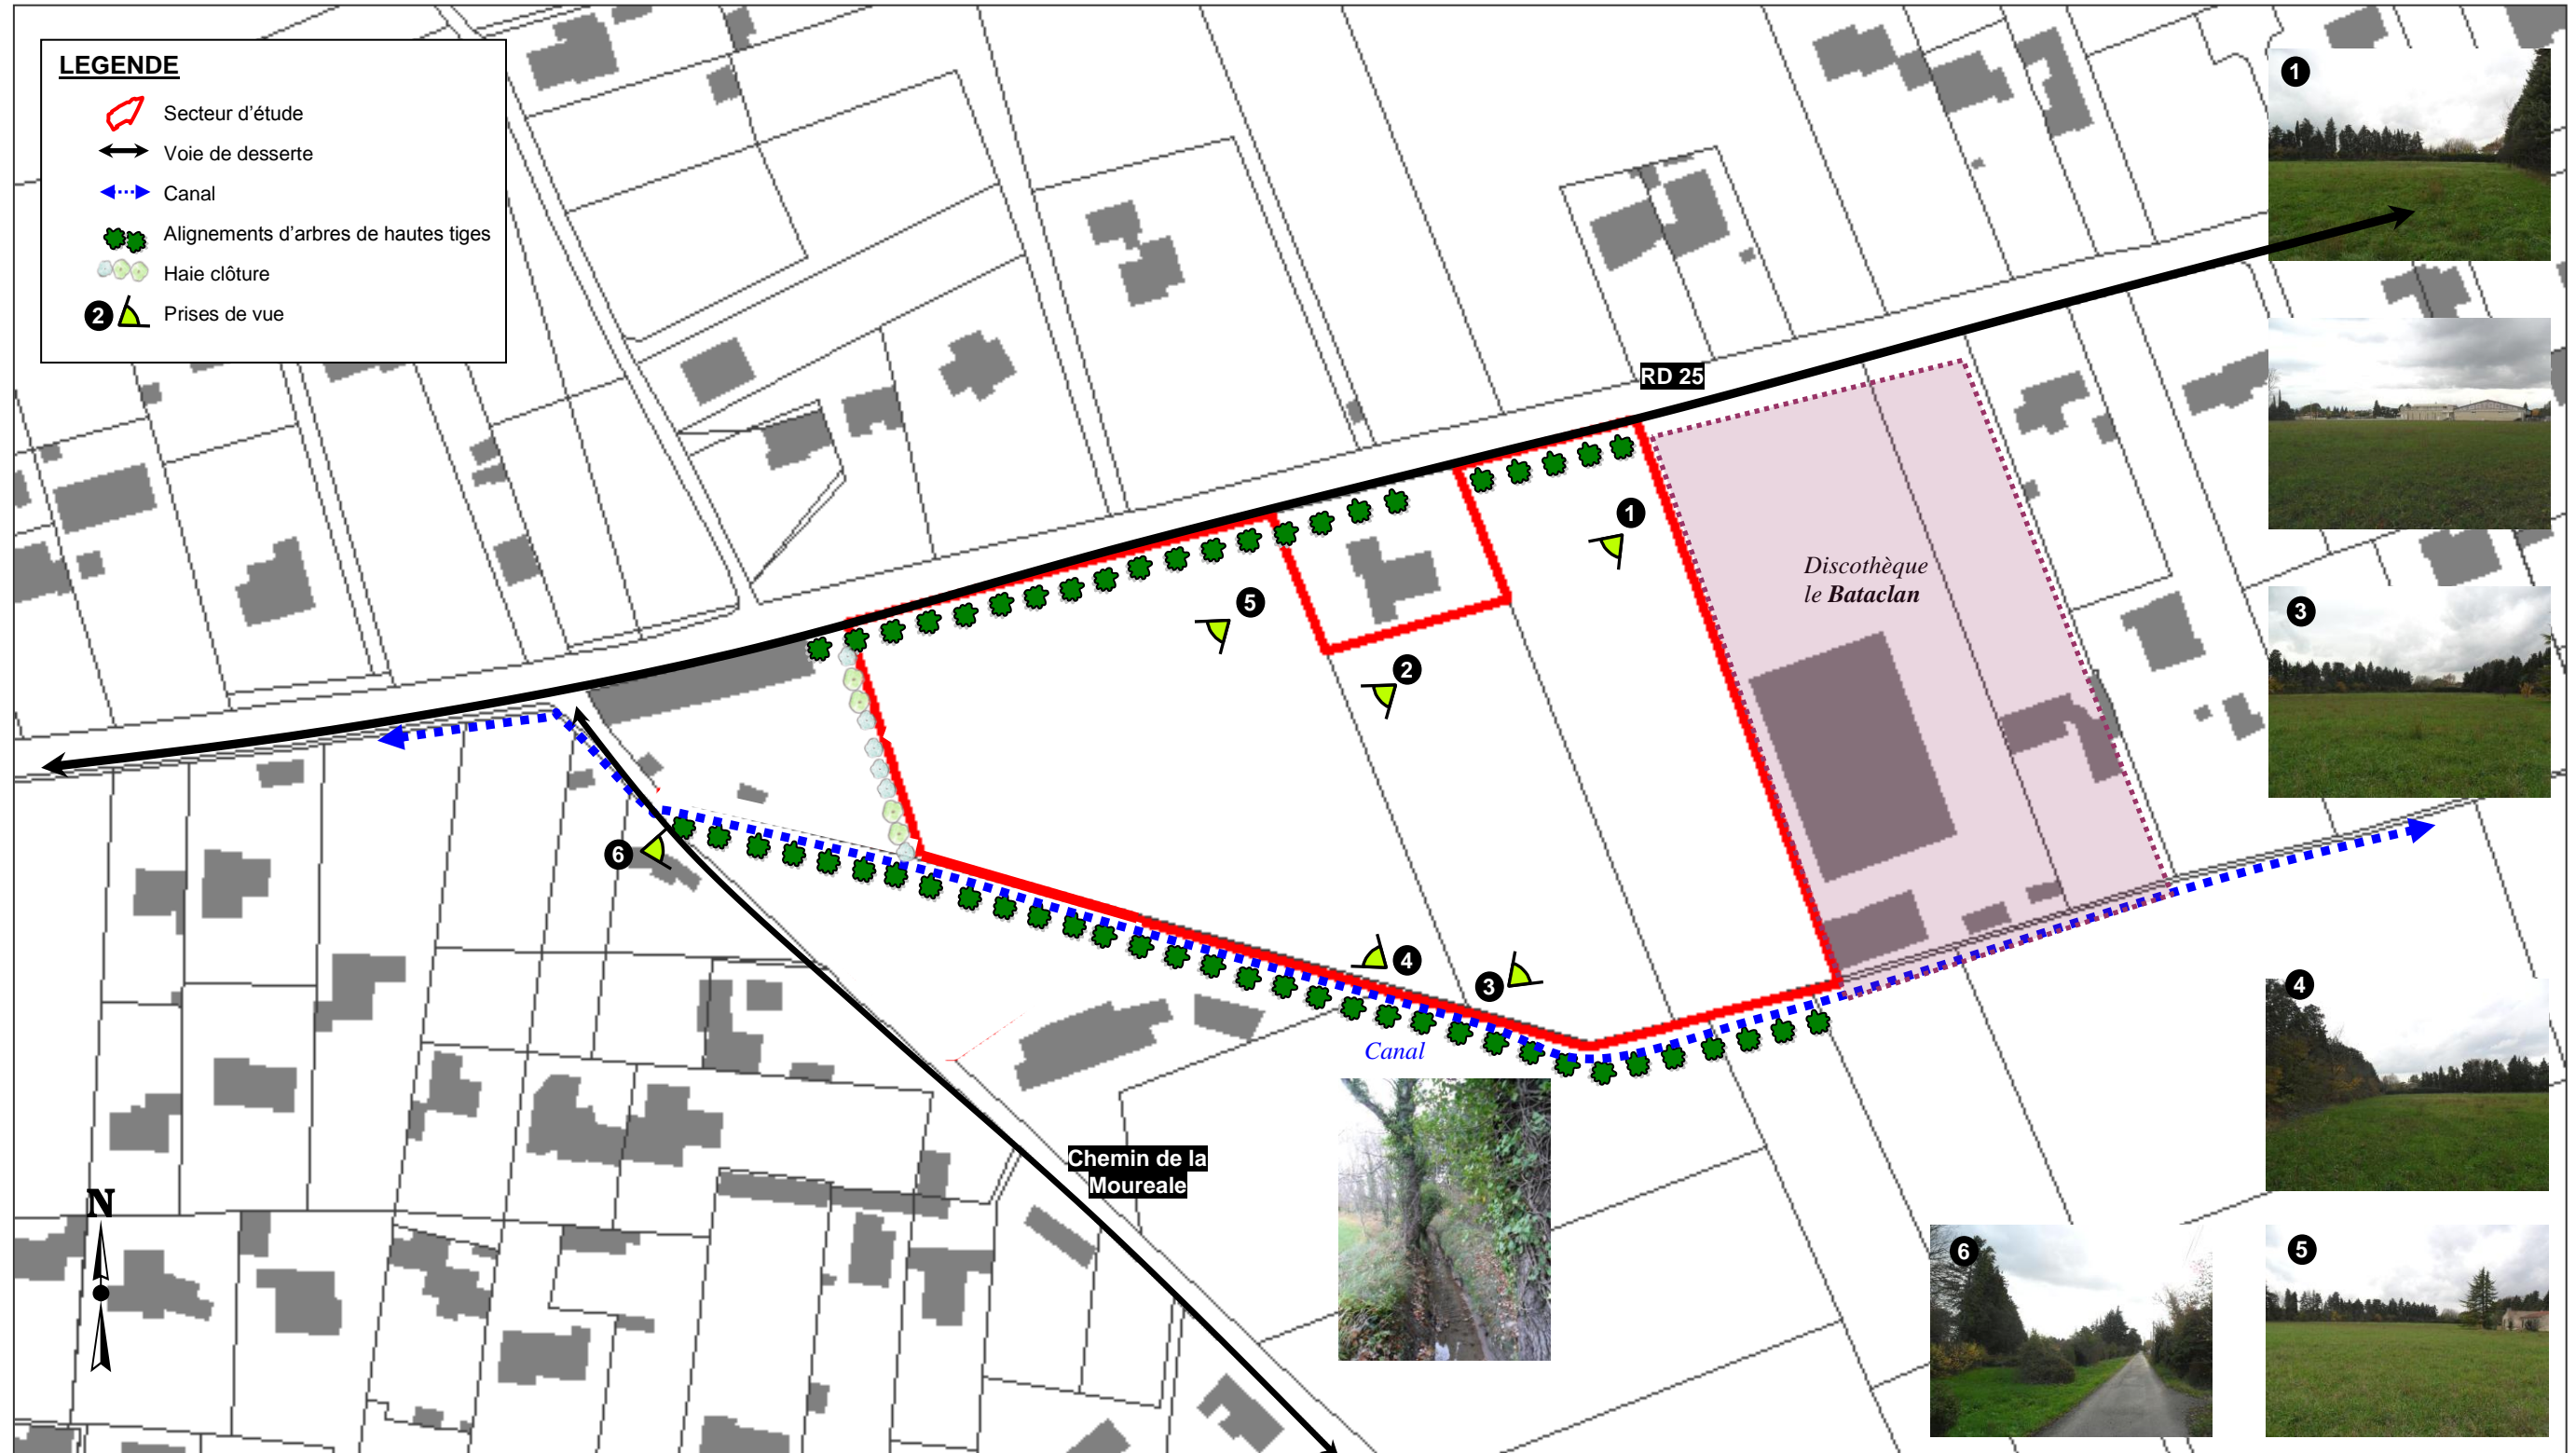 LEGENDE
Secteur d'étude
Voie de desserte
Canal
Alignements d'arbres de hautes tiges
Haie clôture
2 Prises de vue
1
RD 25
1
Discothèque
le Bataclan
3
5
2
6
4
3
4
Canal
Chemin de la
Moureale
N
6
5